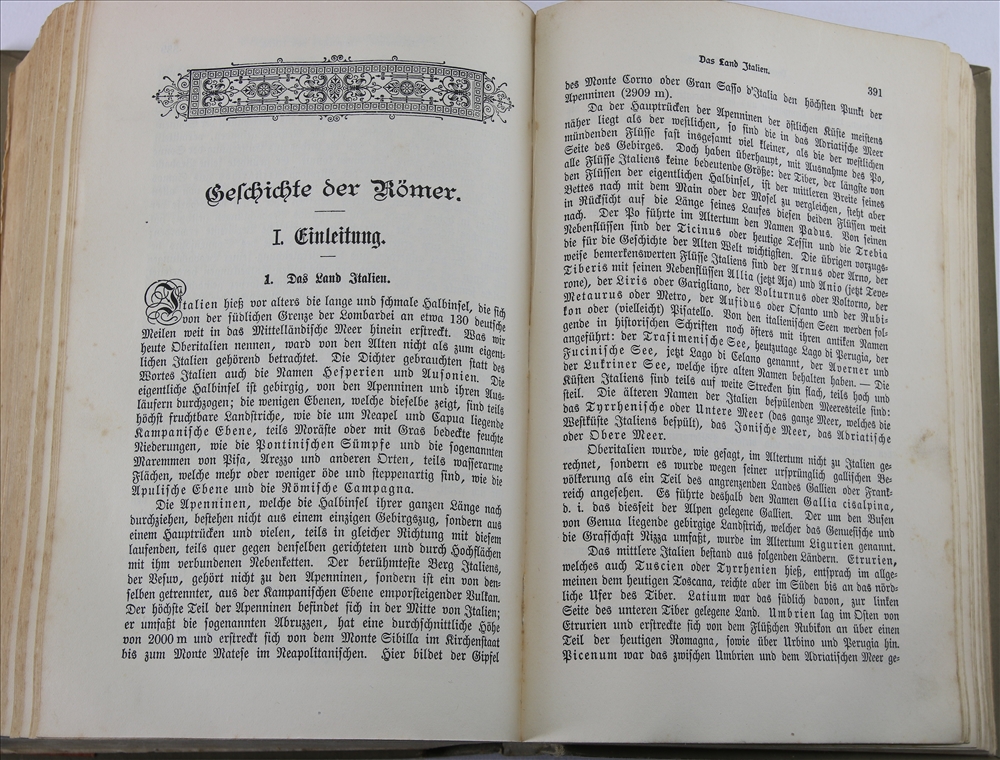 Geschichte der Römer.
I. Einleitung.
1. Das Land Italien.
Italien hieß vor alters die lange und schmale Halbinsel, die sich
von der südlichen Grenze der Lombardei an etwa 130 deutsche
Meilen weit in das Mittelländische Meer hinein erstreckt. Was wir
heute Oberitalien nennen, ward von den Alten nicht als zum eigent-
lichen Italien gehörend betrachtet. Die Dichter gebrauchten statt des
Wortes Italien auch die Namen Hesperien und Ausonien. Die
eigentliche Halbinsel ist gebirgig, von den Apenninen und ihren Aus-
läufern durchzogen; die wenigen Ebenen, welche dieselbe zeigt, sind teils
höchst fruchtbare Landstriche, wie die um Neapel und Capua liegende
Kampanische Ebene, teils Moräste oder mit Gras bedeckte feuchte
Niederungen, wie die Pontinischen Sümpfe und die sogenannten
Maremmen von Pisa, Arezzo und anderen Orten, teils wasserarme
Flächen, welche mehr oder weniger öde und steppenartig sind, wie die
Apulische Ebene und die Römische Campagna.
Die Apenninen, welche die Halbinsel ihrer ganzen Länge nach
durchziehen, bestehen nicht aus einem einzigen Gebirgszug, sondern aus
einem Hauptrücken und vielen, teils in gleicher Richtung mit diesem
laufenden, teils quer gegen denselben gerichteten und durch Hochflächen
mit ihm verbundenen Nebenketten. Der berühmteste Berg Italiens,
der Vesuv, gehört nicht zu den Apenninen, sondern ist ein von den-
selben getrennter, aus der Kampanischen Ebene emporsteigender Vulkan.
Der höchste Teil der Apenninen befindet sich in der Mitte von Italien;
er umfaßt die sogenannten Abruzzen, hat eine durchschnittliche Höhe
von 2000 m und erstreckt sich von dem Monte Sibilla im Kirchenstaat
bis zum Monte Matese im Neapolitanischen. Hier bildet der Gipfel
Das Land Italien.
391
des Monte Corno oder Gran Sasso d'Italia den höchsten Punkt der
Apenninen (2909 m).
Da der Hauptrücken der Apenninen der östlichen Küste meistens
näher liegt als der westlichen, so sind die in das Adriatische Meer
mündenden Flüsse fast insgesamt viel kleiner, als die der westlichen
Seite des Gebirges. Doch haben überhaupt, mit Ausnahme des Po,
alle Flüsse Italiens keine bedeutende Größe: der Tiber, der längste von
den Flüssen der eigentlichen Halbinsel, ist der mittleren Breite seines
Bettes nach mit dem Main oder der Mosel zu vergleichen, steht aber
in Rücksicht auf die Länge seines Laufes diesen beiden Flüssen weit
nach. Der Po führte im Altertum den Namen Padus. Von seinen
Nebenflüssen sind der Ticinus oder heutige Tessin und die Trebia
die für die Geschichte der Alten Welt wichtigsten. Die übrigen vorzugs-
weise bemerkenswerten Flüsse Italiens sind der Arnus oder Arno, der
Tiberis mit seinen Nebenflüssen Allia (jetzt Aja) und Anio (jetzt Teve-
rone), der Liris oder Garigliano, der Volturnus oder Voltorno, der
Metaurus oder Metro, der Aufidus oder Ofanto und der Rubi-
kon oder (vielleicht) Pisatello. Von den italienischen Seen werden fol-
gende in historischen Schriften noch öfters mit ihren antiken Namen
angeführt: der Trasimenische See, heutzutage Lago di Perugia, der
Fucinische See, jetzt Lago di Celano genannt, der Averner und
der Lukriner See, welche ihre alten Namen behalten haben. — Die
Küsten Italiens sind teils auf weite Strecken hin flach, teils hoch und
steil. Die älteren Namen der Italien bespülenden Meeresteile sind:
das Tyrrhenische oder Untere Meer (das ganze Meer, welches die
Westküste Italiens bespült), das Jonische Meer, das Adriatische
oder Obere Meer.
Oberitalien wurde, wie gesagt, im Altertum nicht zu Italien ge-
rechnet, sondern es wurde wegen seiner ursprünglich gallischen Be-
völkerung als ein Teil des angrenzenden Landes Gallien oder Frank-
reich angesehen. Es führte deshalb den Namen Gallia cisalpina,
d. i. das diesseit der Alpen gelegene Gallien. Der um den Busen
von Genua liegende gebirgige Landstrich, welcher das Genuesische und
die Grafschaft Nizza umfaßt, wurde im Altertum Ligurien genannt.
Das mittlere Italien bestand aus folgenden Ländern. Etrurien,
welches auch Tuscien oder Tyrrhenien hieß, entsprach im allge-
meinen dem heutigen Toscana, reichte aber im Süden bis an das nörd-
liche Ufer des Tiber. Latium war das südlich davon, zur linken
Seite des unteren Tiber gelegene Land. Umbrien lag im Osten von
Etrurien und erstreckte sich von dem Flüßchen Rubikon an über einen
Teil der heutigen Romagna, sowie über Urbino und Perugia hin.
Picenum war das zwischen Umbrien und dem Adriatischen Meer ge-